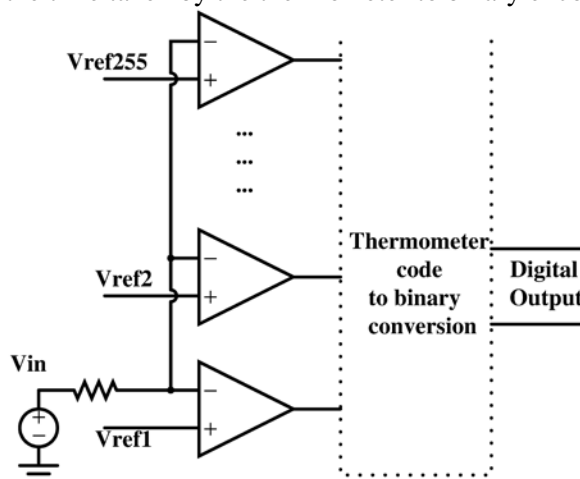 Vref255
−
+
...
...
...
Thermometer
code
to binary
conversion
Digital
Output
−
Vref2
+
Vin
−
+
Vref1
+
−